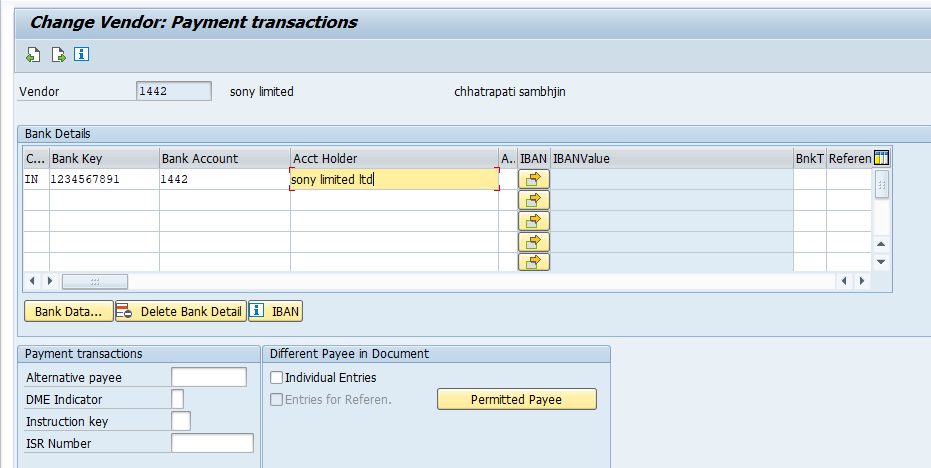 Change Vendor: Payment transactions
Vendor 1442 sony limited chhatrapati sambhjin
Bank Details
C... Bank Key Bank Account Acct Holder A.. IBAN IBANValue BnkT Referen
IN 1234567891 1442 sony limited ltd
Bank Data... Delete Bank Detail IBAN
Payment transactions
Alternative payee
DME Indicator
Instruction key
ISR Number
Different Payee in Document
Individual Entries
Entries for Referen.
Permitted Payee